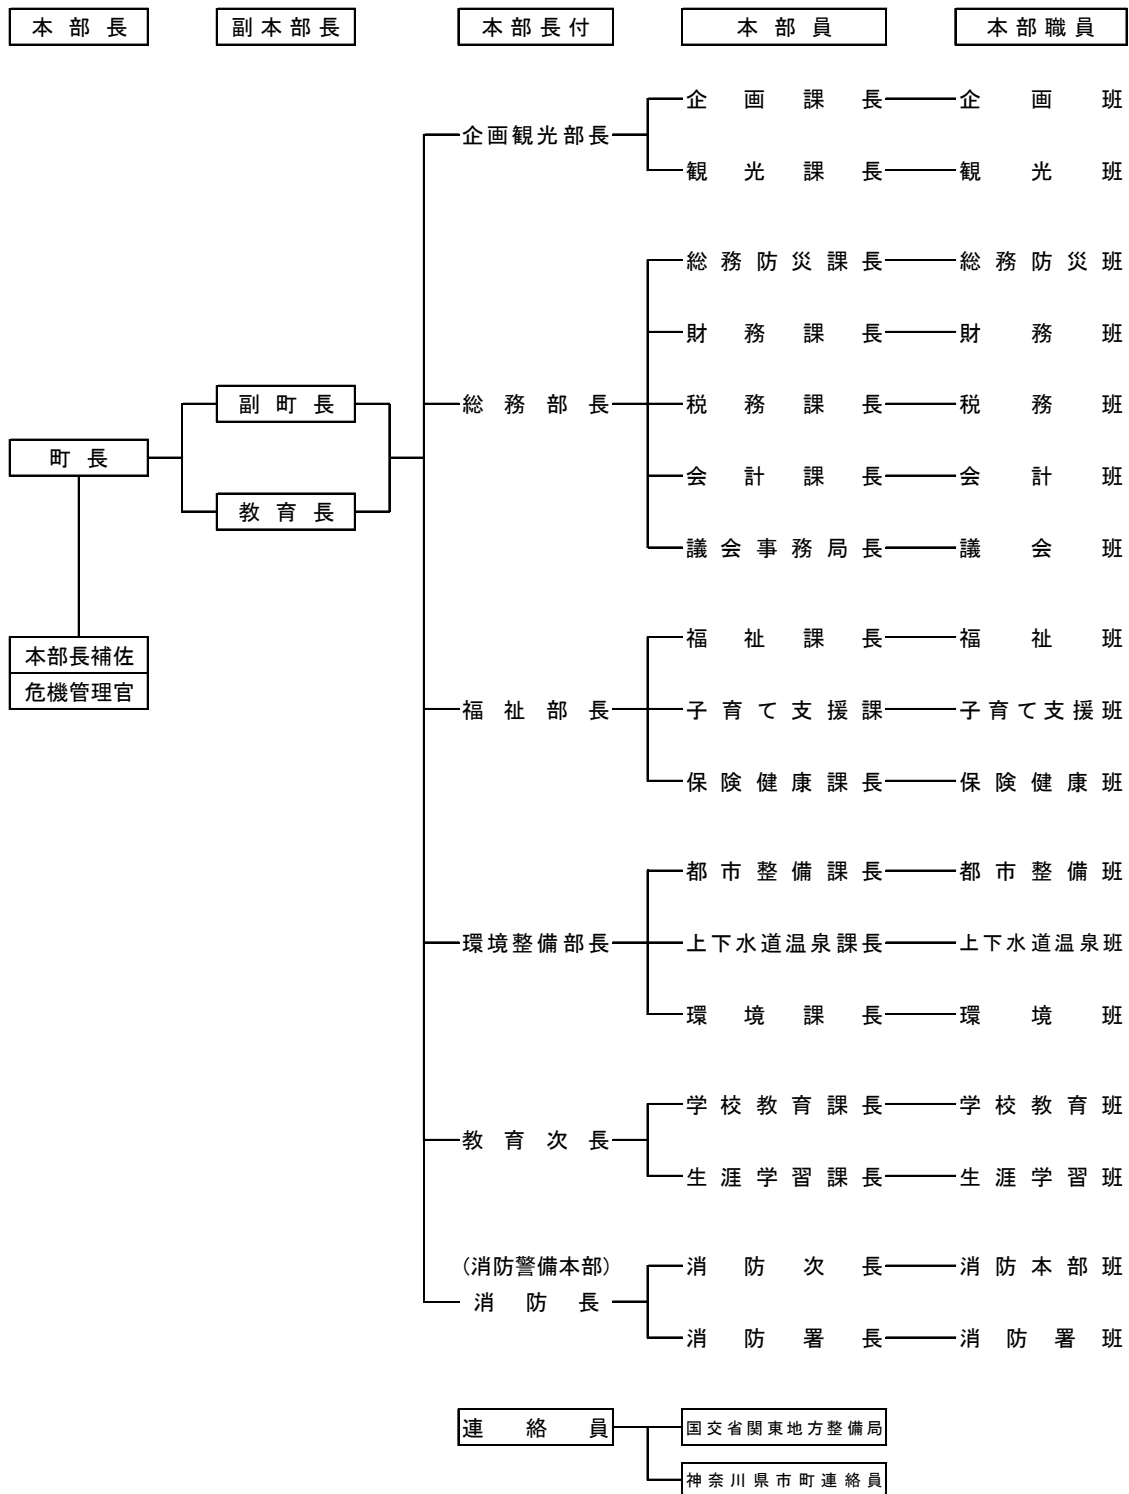 本部長 副本部長 本部長付 本部員 本部職員
企画課長 企画班
企画観光部長
観光課長 観光班
総務防災課長 総務防災班
財務課長 財務班
副町長 総務部長 税務課長 税務班
町長
会計課長 会計班
教育長
議会事務局長 議会班
福祉課長 福祉班
本部長補佐
危機管理官
福祉部長 子育て支援課 子育て支援班
保険健康課長 保険健康班
都市整備課長 都市整備班
環境整備部長 上下水道温泉課長 上下水道温泉班
環境課長 環境班
学校教育課長 学校教育班
教育次長
生涯学習課長 生涯学習班
(消防警備本部) 消防次長 消防本部班
消防長
消防署長 消防署班
連絡員 国交省関東地方整備局
神奈川県市町連絡員